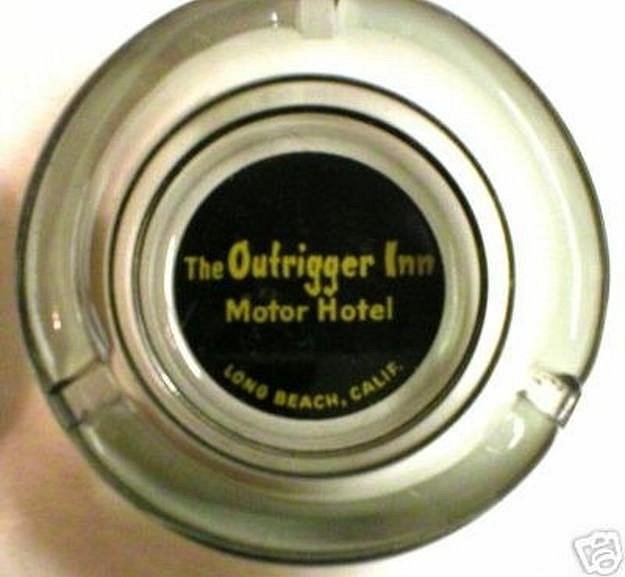 The Outrigger Inn
Motor Hotel
LONG BEACH, CALIF.